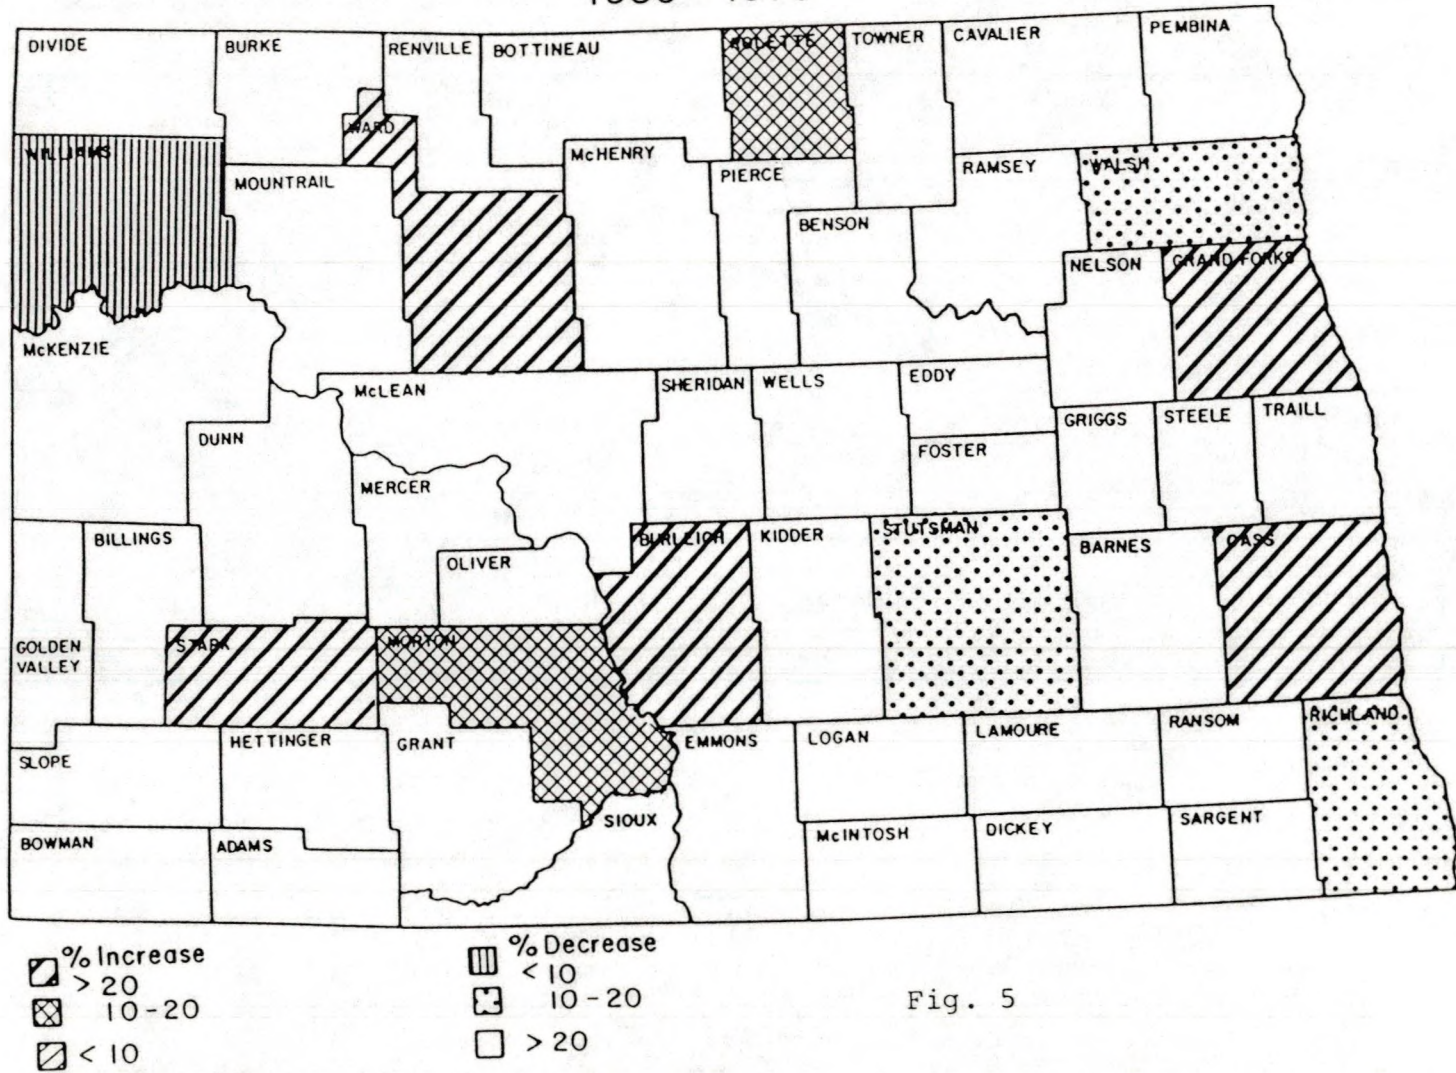 DIVIDE
BURKE
RENVILLE
BOTTINEAU
ROLETTE
TOWNER
CAVALIER
PEMBINA
WILLIAMS
WARD
MOUNTRAIL
McHENRY
PIERCE
RAMSEY
WALSH
BENSON
NELSON
GRAND FORKS
McKENZIE
McLEAN
SHERIDAN
WELLS
EDDY
DUNN
FOSTER
GRIGGS
STEELE
TRAILL
MERCER
BILLINGS
OLIVER
BURLEIGH
KIDDER
STUTSMAN
BARNES
CASS
GOLDEN
VALLEY
STARK
MORTON
SLOPE
HETTINGER
GRANT
EMMONS
LOGAN
LAMOURE
RANSOM
RICHLAND
BOWMAN
ADAMS
SIOUX
McINTOSH
DICKEY
SARGENT
% Increase
> 20
10-20
< 10
% Decrease
< 10
10-20
> 20
Fig. 5